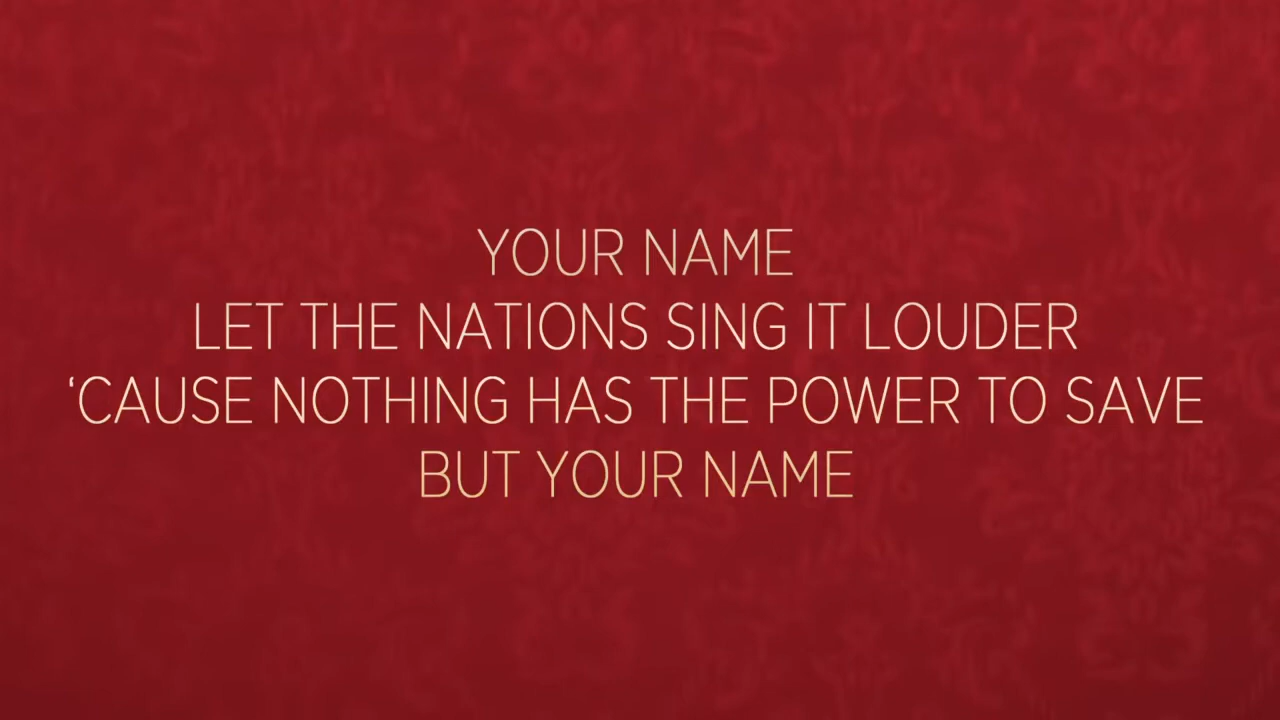 YOUR NAME
LET THE NATIONS SING IT LOUDER
‘CAUSE NOTHING HAS THE POWER TO SAVE
BUT YOUR NAME